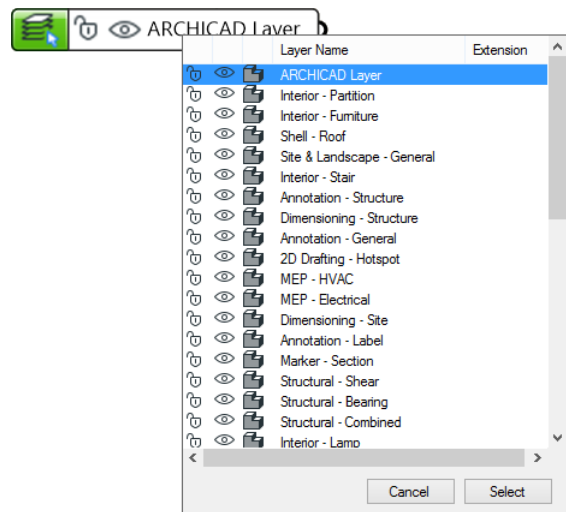 ARCHICAD Layer
Layer Name Extension
ARCHICAD Layer
Interior - Partition
Interior - Furniture
Shell - Roof
Site & Landscape - General
Interior - Stair
Annotation - Structure
Dimensioning - Structure
Annotation - General
2D Drafting - Hotspot
MEP - HVAC
MEP - Electrical
Dimensioning - Site
Annotation - Label
Marker - Section
Structural - Shear
Structural - Bearing
Structural - Combined
Interior - Lamp
Cancel Select